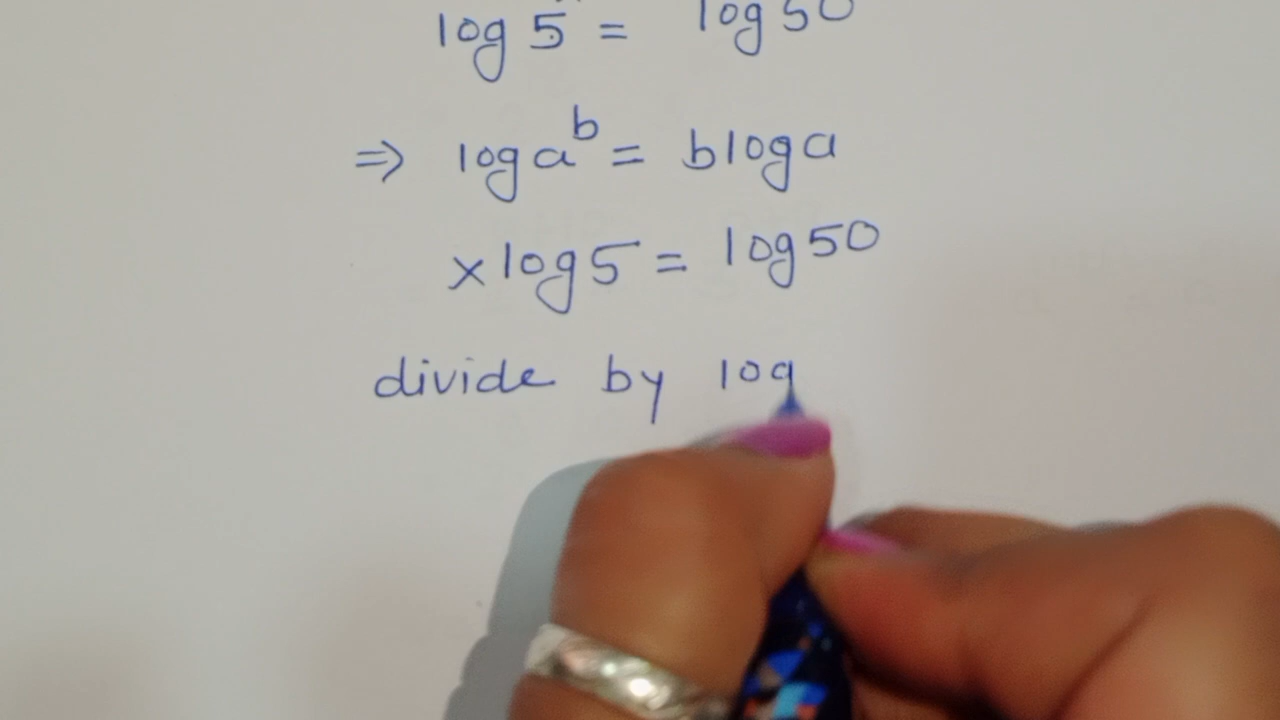 log 5 = log 50
⇒ log a^b = b log a
x log 5 = log 50
divide by log